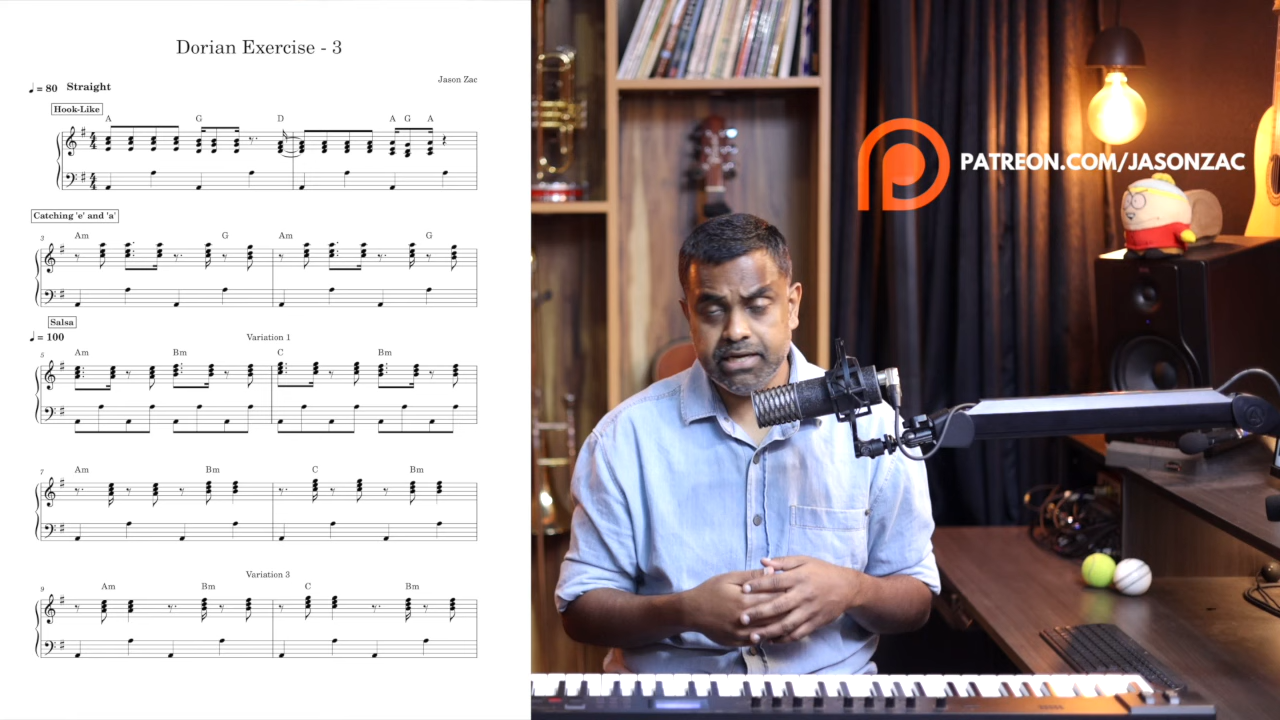 Dorian Exercise - 3
Jason Zac
♩ = 80 Straight
Hook-Like
A G D A G A
Catching 'e' and 'a'
3
Am G Am G
Salsa
♩ = 100
Variation 1
5
Am Bm C Bm
7
Am Bm C Bm
Variation 3
9
Am Bm C Bm
PATREON.COM/JASONZAC